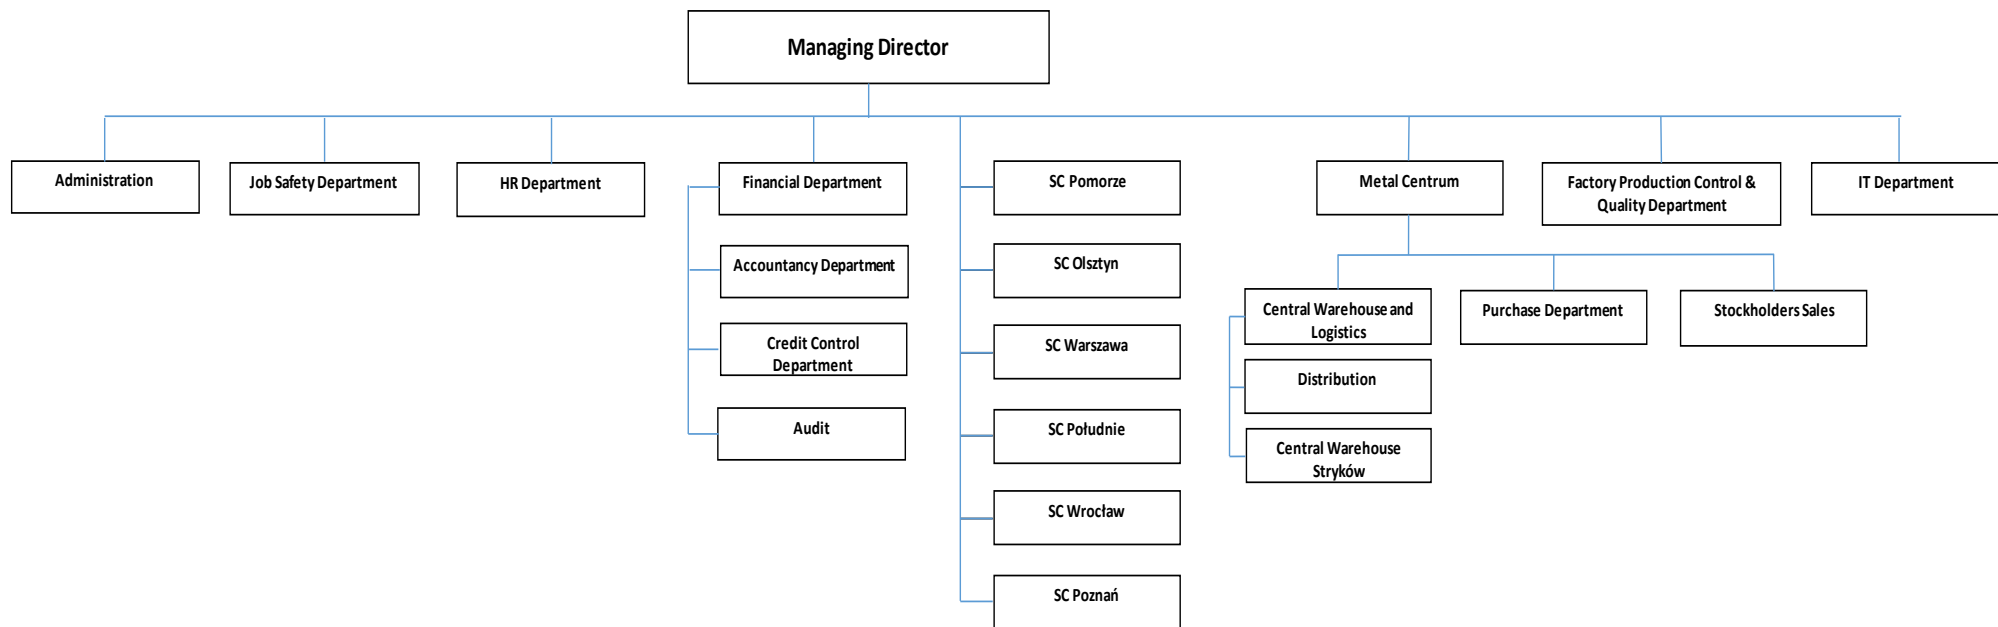 Managing Director
Administration
Job Safety Department
HR Department
Financial Department
SC Pomorze
Metal Centrum
Factory Production Control &
Quality Department
IT Department
Accountancy Department
SC Olsztyn
Central Warehouse and
Logistics
Purchase Department
Stockholders Sales
Credit Control
Department
SC Warszawa
Distribution
Audit
SC Południe
Central Warehouse
Stryków
SC Wrocław
SC Poznań